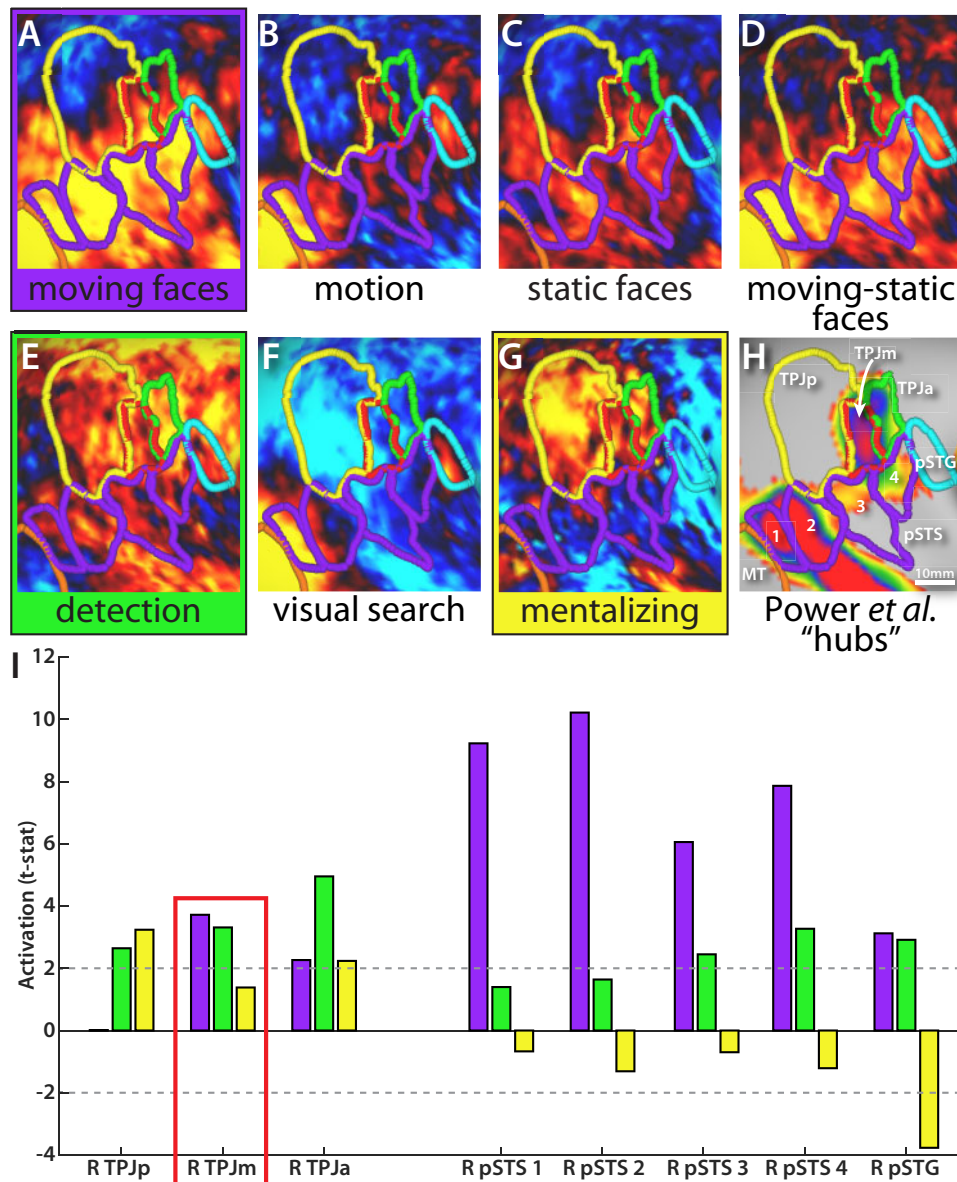 A
B
C
D
moving faces
motion
static faces
moving-static
faces
E
F
G
H
TPJm
TPJp
TPJa
pSTG
4
3
2
1
pSTS
MT
10mm
detection
visual search
mentalizing
Power et al.
“hubs”
I
12
10
8
6
4
2
0
-2
-4
Activation (t-stat)
R TPJp R TPJm R TPJa R pSTS 1 R pSTS 2 R pSTS 3 R pSTS 4 R pSTG